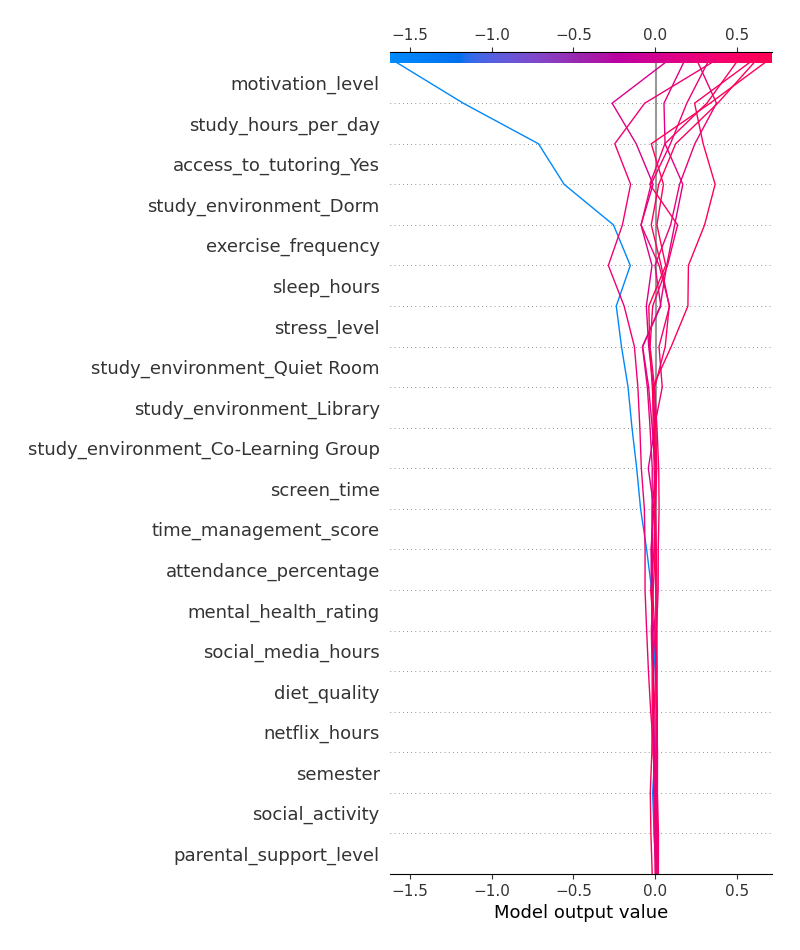 −1.5 −1.0 −0.5 0.0 0.5
motivation_level
study_hours_per_day
access_to_tutoring_Yes
study_environment_Dorm
exercise_frequency
sleep_hours
stress_level
study_environment_Quiet Room
study_environment_Library
study_environment_Co-Learning Group
screen_time
time_management_score
attendance_percentage
mental_health_rating
social_media_hours
diet_quality
netflix_hours
semester
social_activity
parental_support_level
−1.5 −1.0 −0.5 0.0 0.5
Model output value